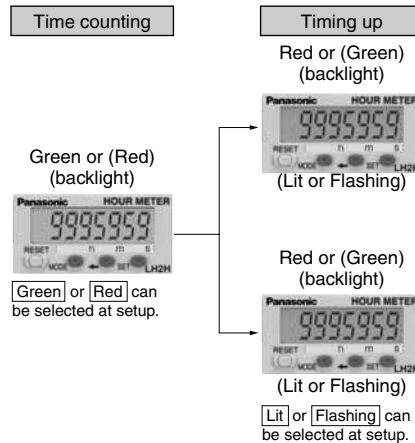 Time counting
Timing up
Green or (Red)
(backlight)
Panasonic HOUR METER
9995959
RESET h m s
MODE ← SET LH2H
Green or Red can
be selected at setup.
Red or (Green)
(backlight)
Panasonic HOUR METER
9995959
RESET h m s
MODE ← SET LH2H
(Lit or Flashing)
Red or (Green)
(backlight)
Panasonic HOUR METER
9995959
RESET h m s
MODE ← SET LH2H
(Lit or Flashing)
Lit or Flashing can
be selected at setup.